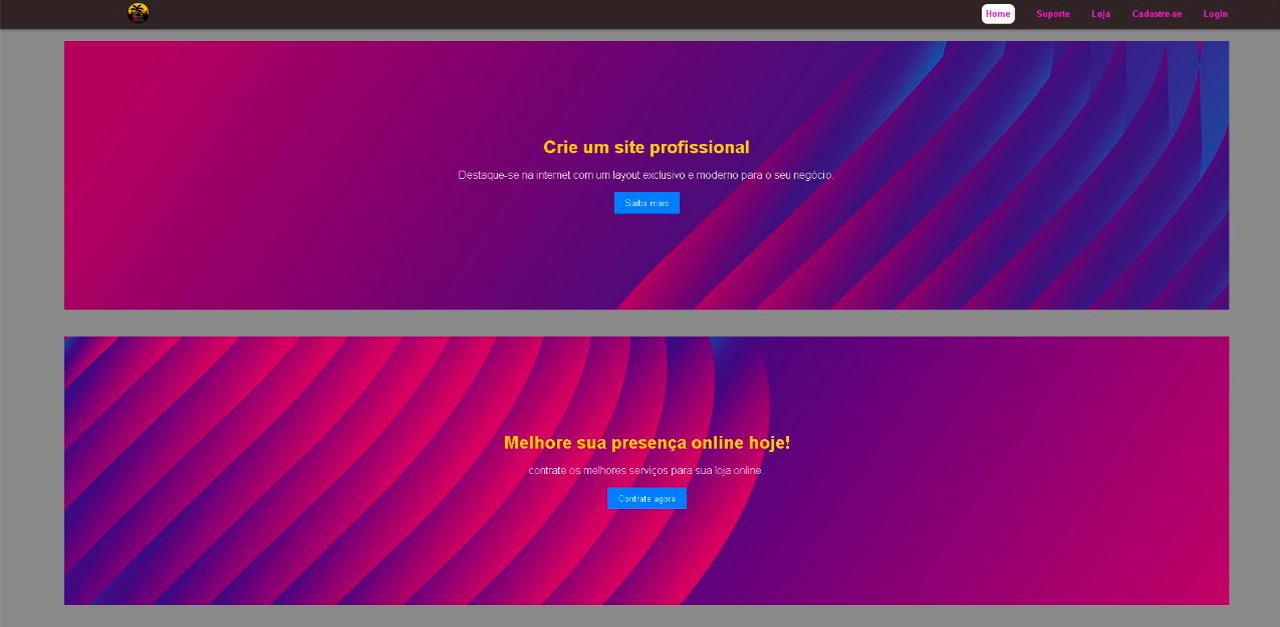 Home Suporte Loja Cadastre-se Login
Crie um site profissional
Destaque-se na internet com um layout exclusivo e moderno para o seu negócio.
Saiba mais
Melhore sua presença online hoje!
contrate os melhores serviços para sua loja online.
Contrate agora